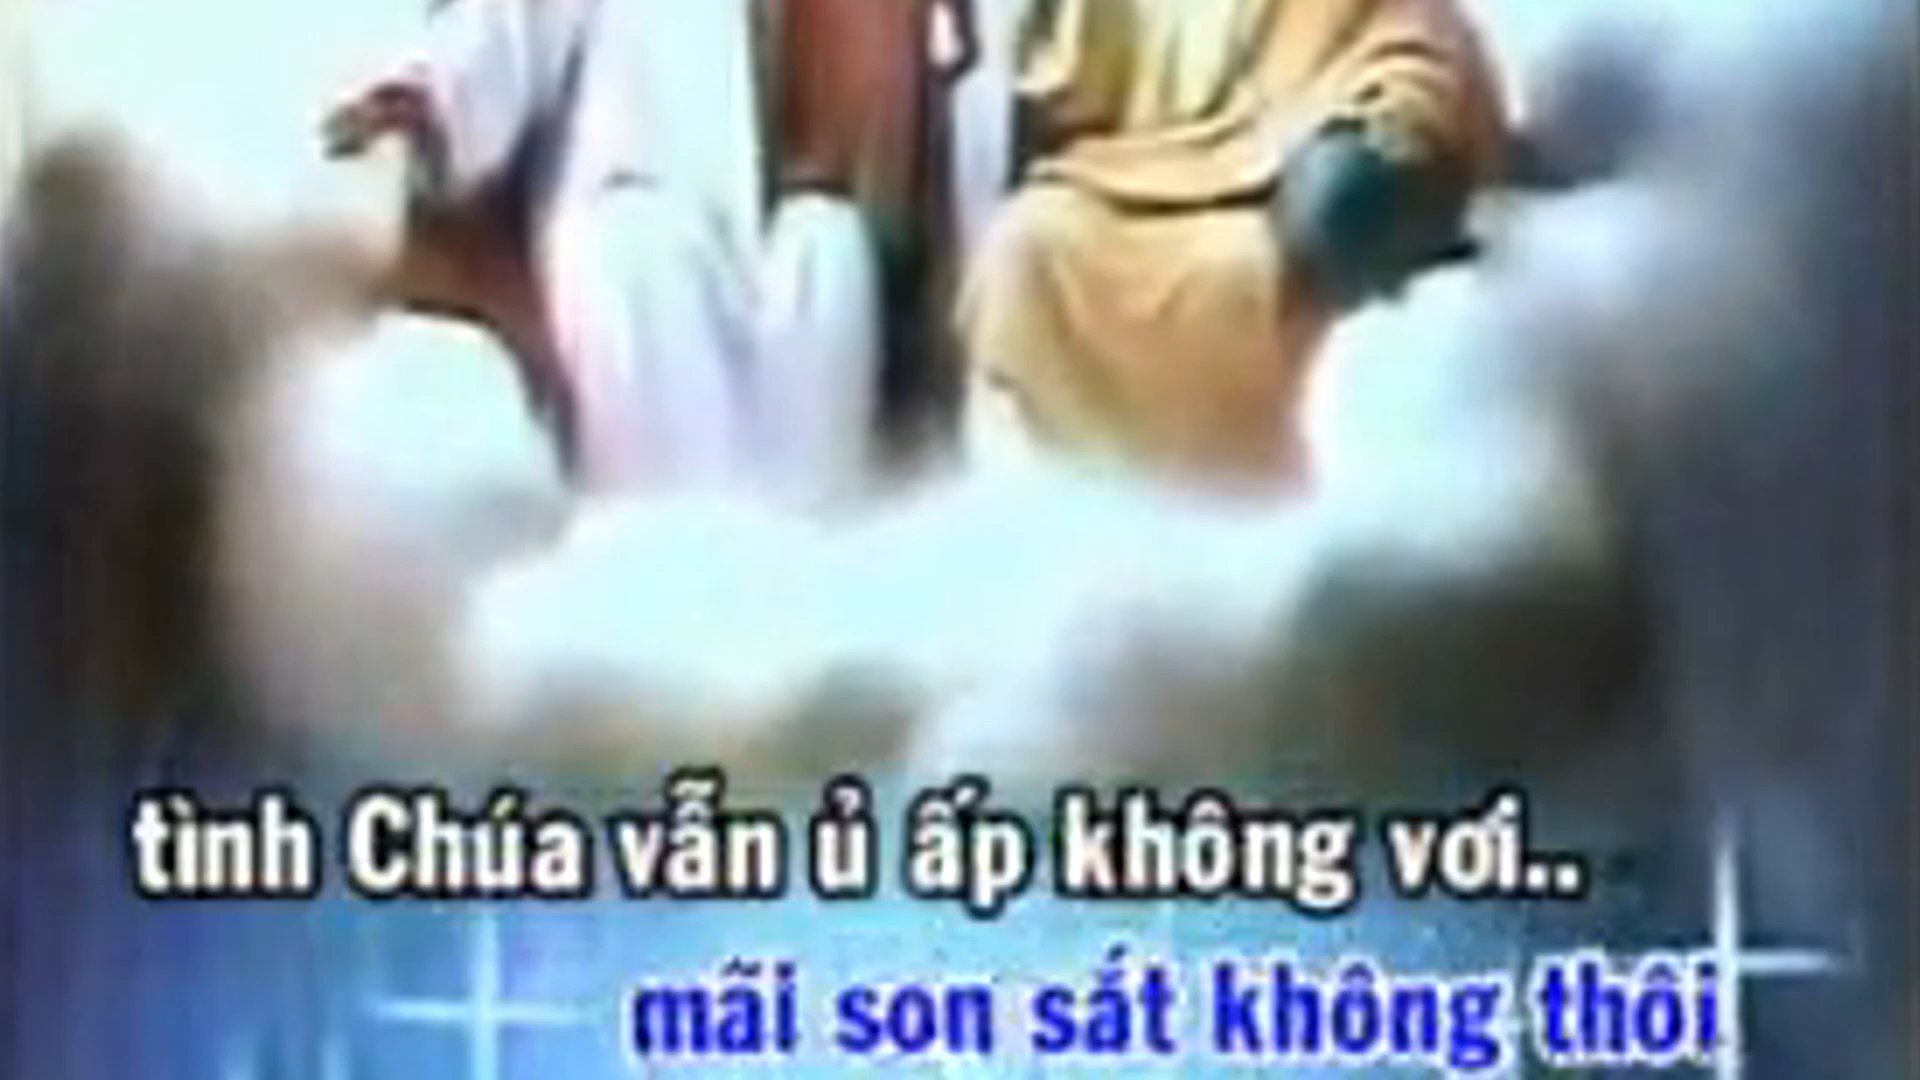 tình Chúa vẫn ủ ấp không vơi..
mãi son sắt không thôi